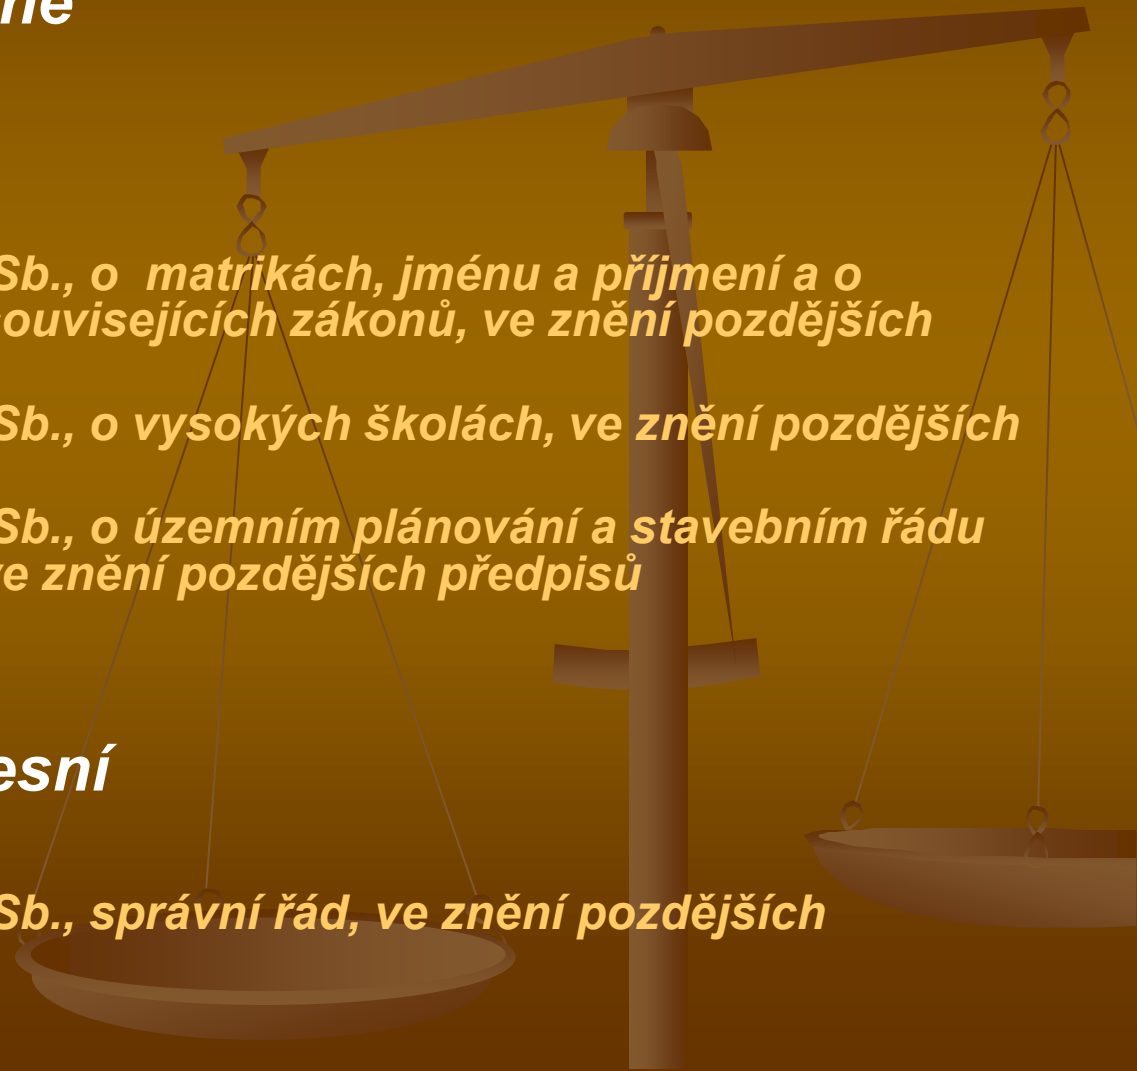 Sb., o matrikách, jménu a příjmení a o
souvisejících zákonů, ve znění pozdějších
Sb., o vysokých školách, ve znění pozdějších
Sb., o územním plánování a stavebním řádu
ve znění pozdějších předpisů
esní
Sb., správní řád, ve znění pozdějších